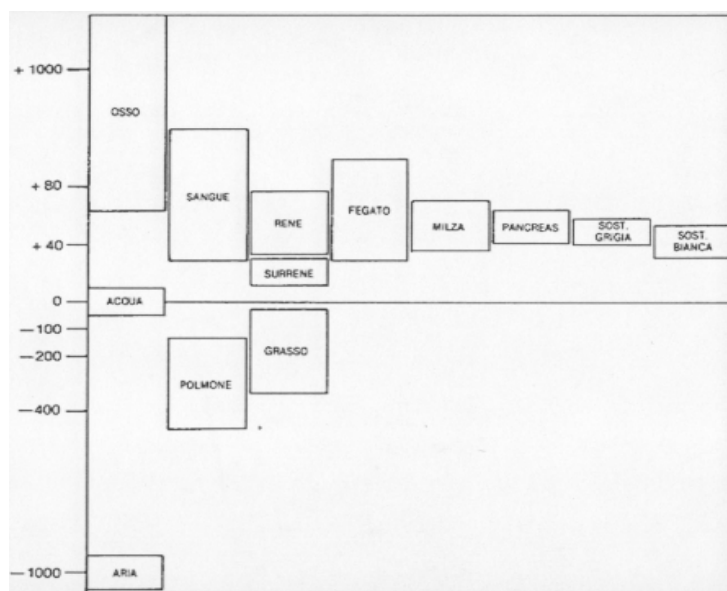 + 1000
OSSO
+ 80
SANGUE
RENE
FEGATO
MILZA
PANCREAS
SOST.
GRIGIA
SOST.
BIANCA
+ 40
SURRENE
0
ACQUA
—100
—200
GRASSO
POLMONE
—400
—1000
ARIA